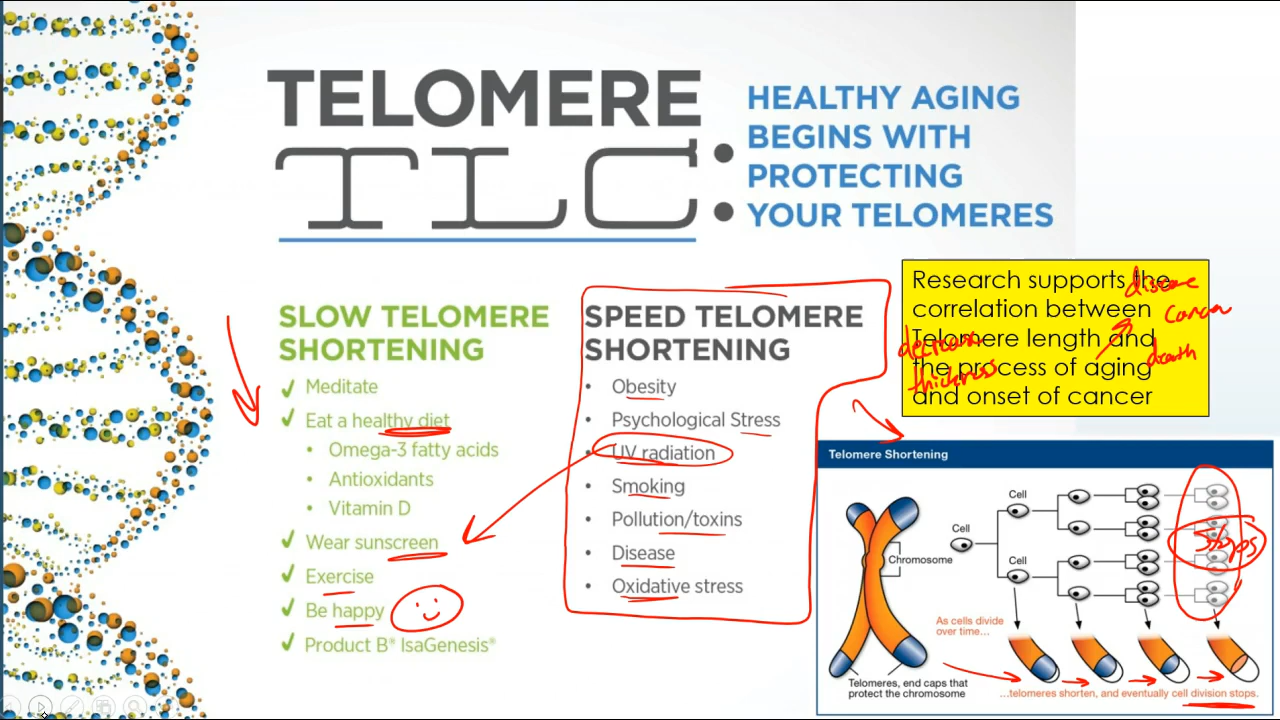 TELOMERE
TLC:
HEALTHY AGING
BEGINS WITH
PROTECTING
YOUR TELOMERES
SLOW TELOMERE
SHORTENING
✓ Meditate
✓ Eat a healthy diet
• Omega-3 fatty acids
• Antioxidants
• Vitamin D
✓ Wear sunscreen
✓ Exercise
✓ Be happy
✓ Product B® IsaGenesis®
SPEED TELOMERE
SHORTENING
• Obesity
• Psychological Stress
• UV radiation
• Smoking
• Pollution/toxins
• Disease
• Oxidative stress
Research supports the
correlation between
Telomere length and
the process of aging
and onset of cancer
disease
cancer
death
decrease
thickness
Telomere Shortening
Cell
Cell
Cell
Chromosome
Stops
As cells divide
over time...
Telomeres, end caps that
protect the chromosome
...telomeres shorten, and eventually cell division stops.